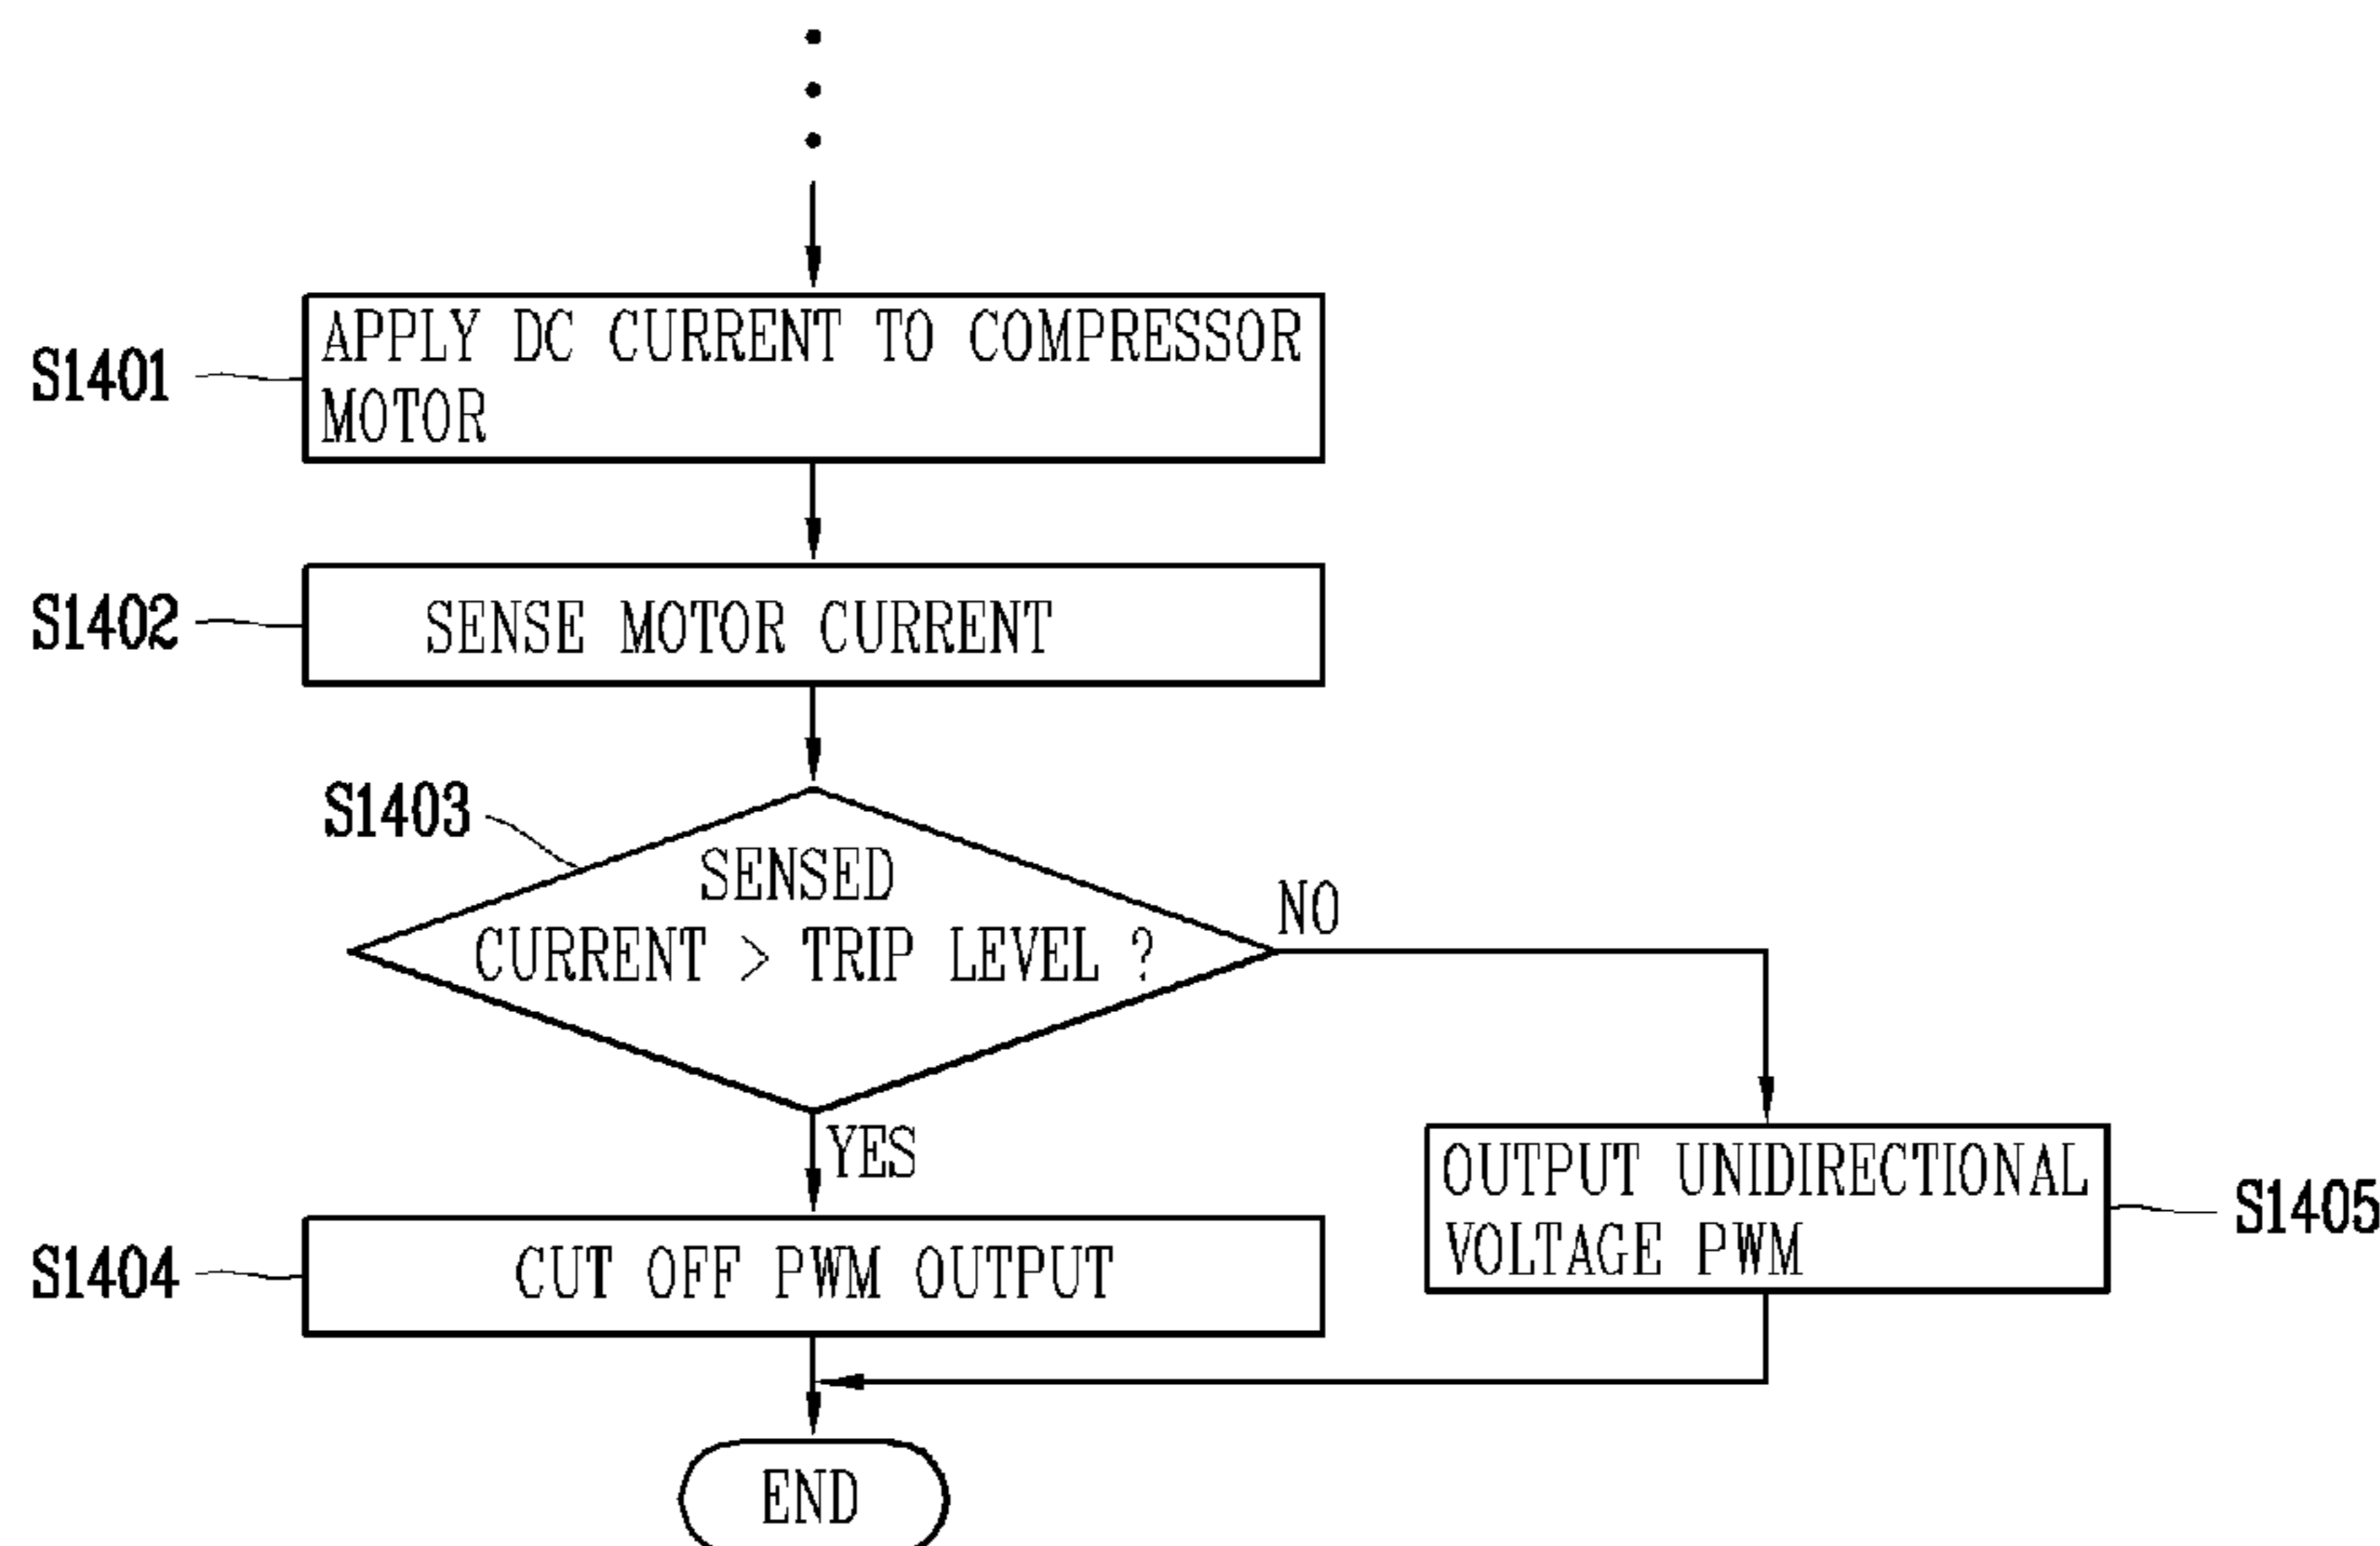 S1401
APPLY DC CURRENT TO COMPRESSOR
MOTOR
S1402
SENSE MOTOR CURRENT
S1403
SENSED
CURRENT > TRIP LEVEL ?
NO
YES
S1404
CUT OFF PWM OUTPUT
OUTPUT UNIDIRECTIONAL
VOLTAGE PWM
S1405
END